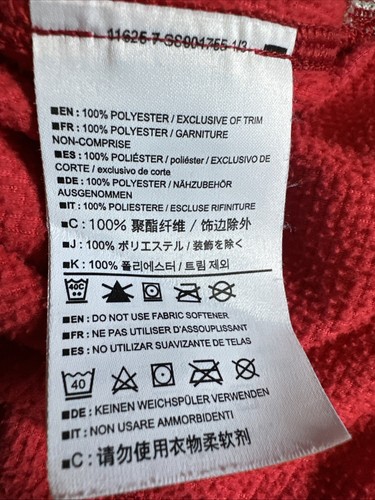 11625 7 GS004755 1/3
■EN : 100% POLYESTER / EXCLUSIVE OF TRIM
■FR : 100% POLYESTER / GARNITURE
NON-COMPRISE
■ES : 100% POLIÉSTER / poliéster / EXCLUSIVO DE
CORTE / exclusivo de corte
■DE : 100% POLYESTER / NÄHZUBEHÖR
AUSGENOMMEN
■IT : 100% POLIESTERE / ESCLUSE RIFINITURE
■C : 100% 聚酯纤维 / 饰边除外
■J : 100% ポリエステル / 装飾を除く
■K : 100% 폴리에스터 / 트림 제외
40C
■EN : DO NOT USE FABRIC SOFTENER
■FR : NE PAS UTILISER D'ASSOUPLISSANT
■ES : NO UTILIZAR SUAVIZANTE DE TELAS
40
■DE : KEINEN WEICHSPÜLER VERWENDEN
■IT : NON USARE AMMORBIDENTI
■C : 请勿使用衣物柔软剂